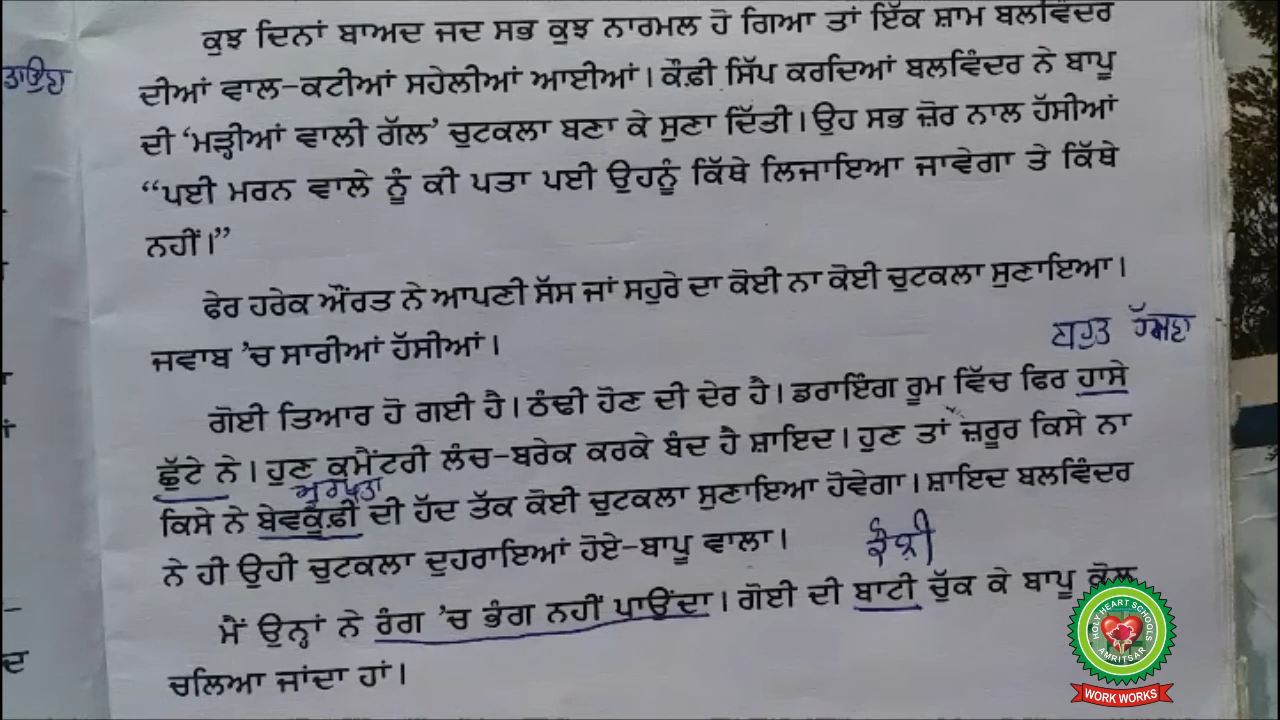 ਕੁਝ ਦਿਨਾਂ ਬਾਅਦ ਜਦ ਸਭ ਕੁਝ ਨਾਰਮਲ ਹੋ ਗਿਆ ਤਾਂ ਇੱਕ ਸ਼ਾਮ ਬਲਵਿੰਦਰ
ਦੀਆਂ ਵਾਲ-ਕਟੀਆਂ ਸਹੇਲੀਆਂ ਆਈਆਂ। ਕੌਫ਼ੀ ਸਿੱਪ ਕਰਦਿਆਂ ਬਲਵਿੰਦਰ ਨੇ ਬਾਪੂ
ਦੀ ‘ਮੜ੍ਹੀਆਂ ਵਾਲੀ ਗੱਲ’ ਚੁਟਕਲਾ ਬਣਾ ਕੇ ਸੁਣਾ ਦਿੱਤੀ। ਉਹ ਸਭ ਜ਼ੋਰ ਨਾਲ ਹੱਸੀਆਂ
“ਪਈ ਮਰਨ ਵਾਲੇ ਨੂੰ ਕੀ ਪਤਾ ਪਈ ਉਹਨੂੰ ਕਿੱਥੇ ਲਿਜਾਇਆ ਜਾਵੇਗਾ ਤੇ ਕਿੱਥੇ
ਨਹੀਂ।”
ਫੇਰ ਹਰੇਕ ਔਰਤ ਨੇ ਆਪਣੀ ਸੱਸ ਜਾਂ ਸਹੁਰੇ ਦਾ ਕੋਈ ਨਾ ਕੋਈ ਚੁਟਕਲਾ ਸੁਣਾਇਆ।
ਜਵਾਬ ’ਚ ਸਾਰੀਆਂ ਹੱਸੀਆਂ।
ਬਹੁਤ ਹੱਸਣਾ
ਗੋਈ ਤਿਆਰ ਹੋ ਗਈ ਹੈ। ਠੰਢੀ ਹੋਣ ਦੀ ਦੇਰ ਹੈ। ਡਰਾਇੰਗ ਰੂਮ ਵਿੱਚ ਫਿਰ ਹਾਸੇ
ਛੁੱਟੇ ਨੇ। ਹੁਣ ਕੁਮੈਂਟਰੀ ਲੰਚ-ਬਰੇਕ ਕਰਕੇ ਬੰਦ ਹੈ ਸ਼ਾਇਦ। ਹੁਣ ਤਾਂ ਜ਼ਰੂਰ ਕਿਸੇ ਨਾ
ਮੂਰਖਤਾ
ਕਿਸੇ ਨੇ ਬੇਵਕੂਫ਼ੀ ਦੀ ਹੱਦ ਤੱਕ ਕੋਈ ਚੁਟਕਲਾ ਸੁਣਾਇਆ ਹੋਵੇਗਾ। ਸ਼ਾਇਦ ਬਲਵਿੰਦਰ
ਨੇ ਹੀ ਉਹੀ ਚੁਟਕਲਾ ਦੁਹਰਾਇਆਂ ਹੋਏ-ਬਾਪੂ ਵਾਲਾ।
ਕੌਲੀ
ਮੈਂ ਉਨ੍ਹਾਂ ਨੇ ਰੰਗ ’ਚ ਭੰਗ ਨਹੀਂ ਪਾਉਂਦਾ। ਗੋਈ ਦੀ ਬਾਟੀ ਚੁੱਕ ਕੇ ਬਾਪੂ ਕੋਲ
ਚਲਿਆ ਜਾਂਦਾ ਹਾਂ।
HOLY HEART SCHOOLS
AMRITSAR
WORK WORKS